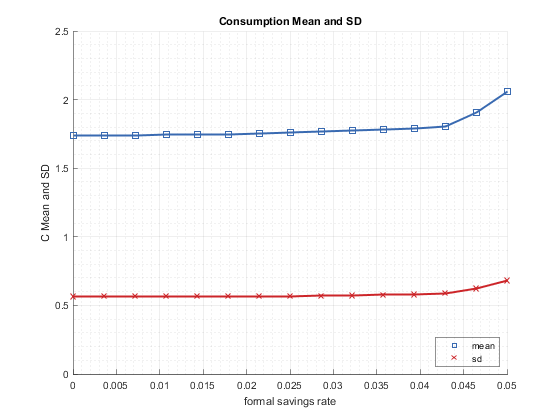 Consumption Mean and SD
2.5
2
1.5
1
0.5
0
C Mean and SD
mean
sd
0 0.005 0.01 0.015 0.02 0.025 0.03 0.035 0.04 0.045 0.05
formal savings rate